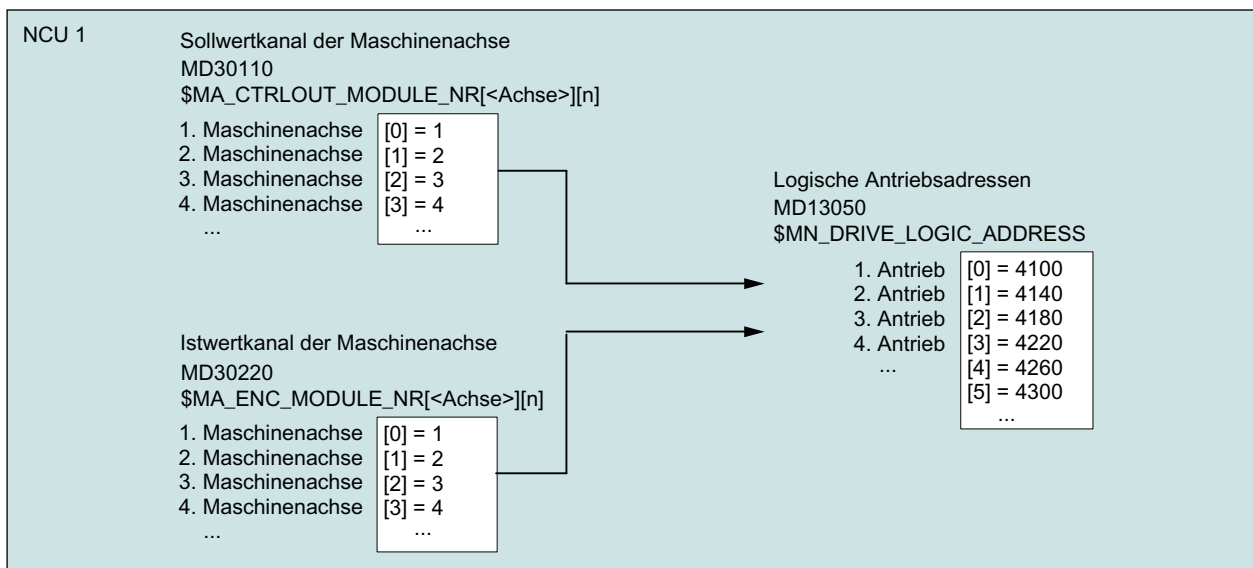 NCU 1
Sollwertkanal der Maschinenachse
MD30110
$MA_CTRLOUT_MODULE_NR[<Achse>][n]
1. Maschinenachse [0] = 1
2. Maschinenachse [1] = 2
3. Maschinenachse [2] = 3
4. Maschinenachse [3] = 4
... ...
Istwertkanal der Maschinenachse
MD30220
$MA_ENC_MODULE_NR[<Achse>][n]
1. Maschinenachse [0] = 1
2. Maschinenachse [1] = 2
3. Maschinenachse [2] = 3
4. Maschinenachse [3] = 4
... ...
Logische Antriebsadressen
MD13050
$MN_DRIVE_LOGIC_ADDRESS
1. Antrieb [0] = 4100
2. Antrieb [1] = 4140
3. Antrieb [2] = 4180
4. Antrieb [3] = 4220
... [4] = 4260
[5] = 4300
...